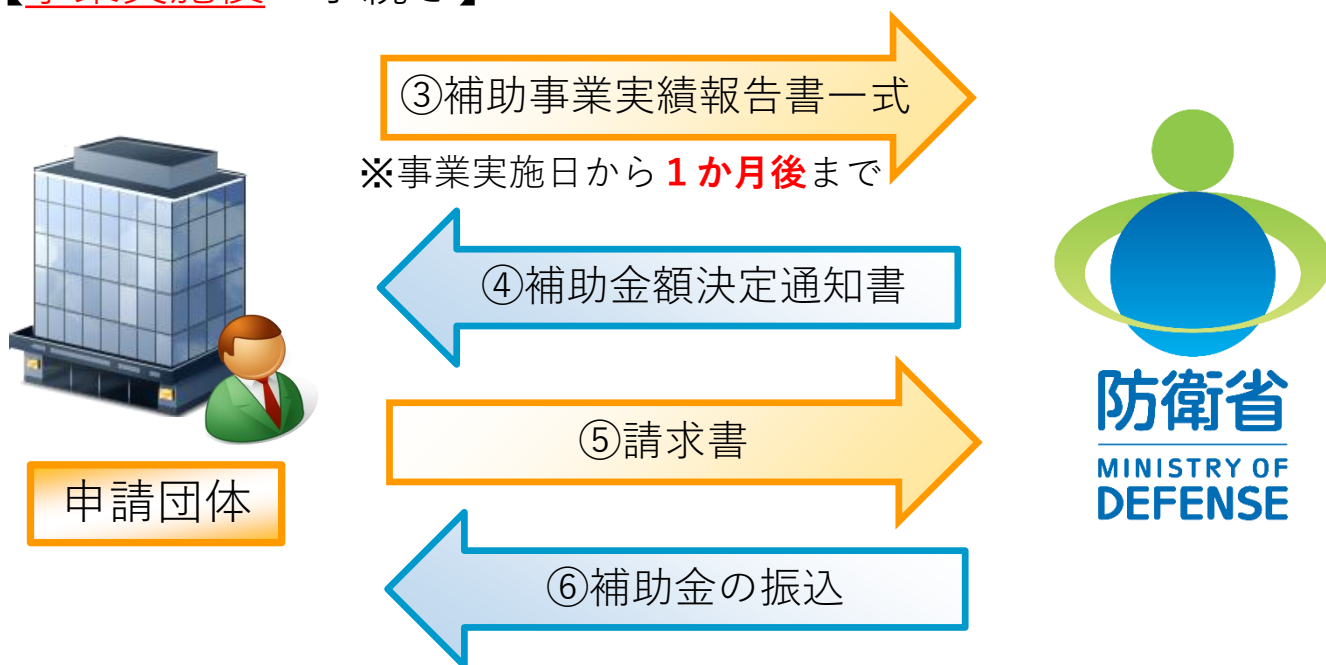 ③補助事業実績報告書一式
※事業実施日から１か月後まで
④補助金額決定通知書
⑤請求書
⑥補助金の振込
申請団体
防衛省
MINISTRY OF
DEFENSE